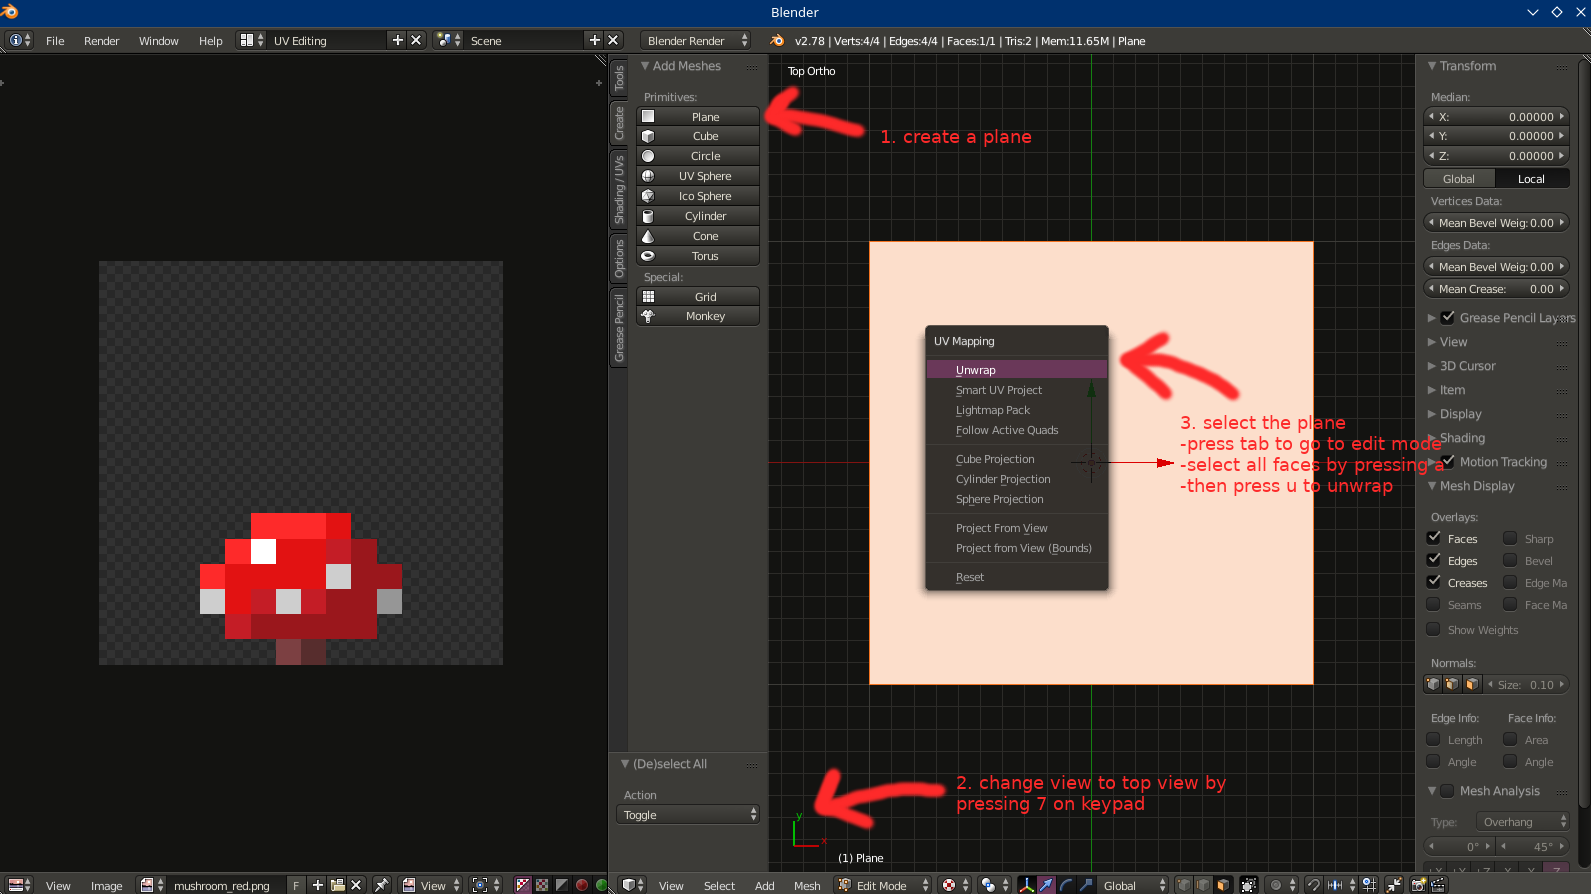 Blender
File Render Window Help UV Editing Scene Blender Render v2.78 | Verts:4/4 | Edges:4/4 | Faces:1/1 | Tris:2 | Mem:11.65M | Plane
Tools
Create
Shading / UVs
Options
Grease Pencil
Add Meshes
Primitives:
Plane
Cube
Circle
UV Sphere
Ico Sphere
Cylinder
Cone
Torus
Special:
Grid
Monkey
(De)select All
Action
Toggle
Top Ortho
1. create a plane
UV Mapping
Unwrap
Smart UV Project
Lightmap Pack
Follow Active Quads
Cube Projection
Cylinder Projection
Sphere Projection
Project From View
Project from View (Bounds)
Reset
3. select the plane
-press tab to go to edit mode
-select all faces by pressing a
-then press u to unwrap
2. change view to top view by
pressing 7 on keypad
y
x
(1) Plane
Transform
Median:
X: 0.00000
Y: 0.00000
Z: 0.00000
Global Local
Vertices Data:
Mean Bevel Weig: 0.00
Edges Data:
Mean Bevel Weig: 0.00
Mean Crease: 0.00
Grease Pencil Layers
View
3D Cursor
Item
Display
Shading
Motion Tracking
Mesh Display
Overlays:
Faces Sharp
Edges Bevel
Creases Edge Ma
Seams Face Ma
Show Weights
Normals:
Size: 0.10
Edge Info: Face Info:
Length Area
Angle Angle
Mesh Analysis
Type: Overhang
0° 45°
View Image mushroom_red.png F View
View Select Add Mesh Edit Mode Global